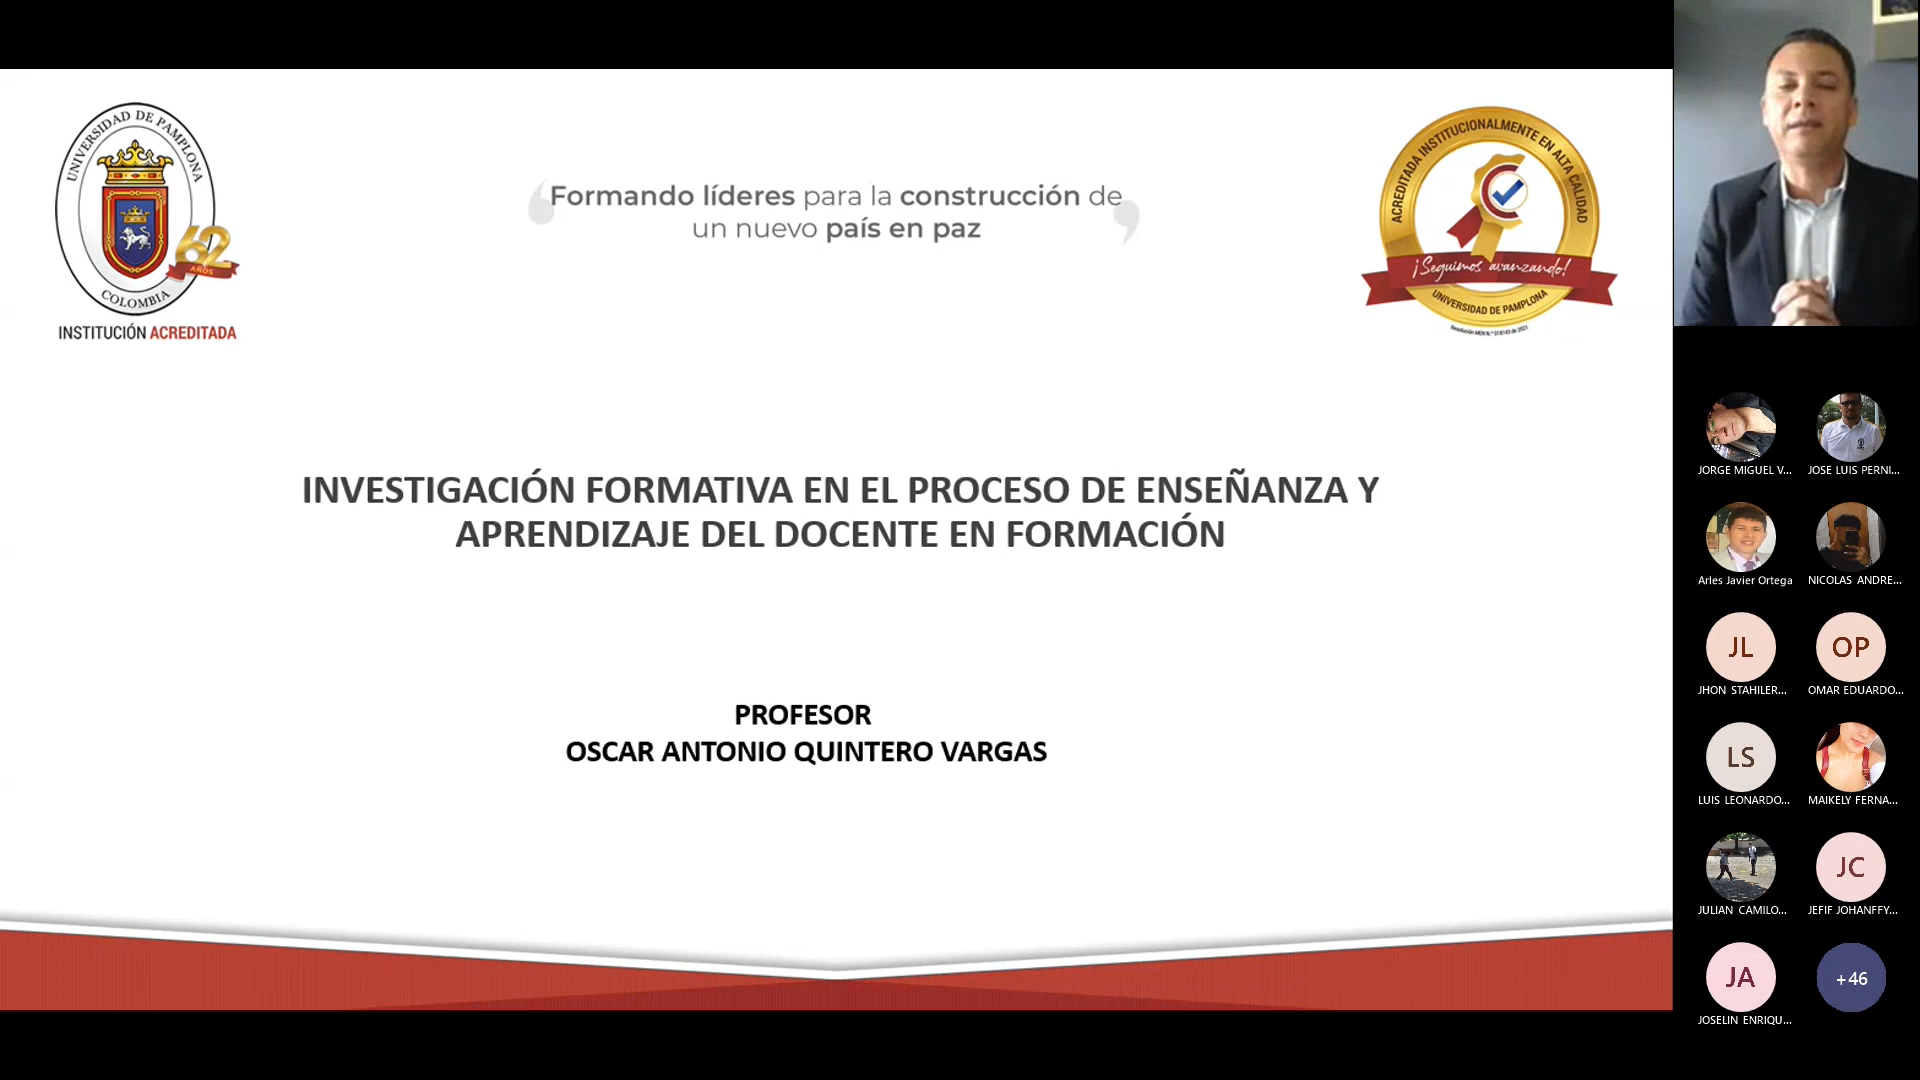 UNIVERSIDAD DE PAMPLONA
COLOMBIA
62
AÑOS
INSTITUCIÓN ACREDITADA
Formando líderes para la construcción de
un nuevo país en paz
ACREDITADA INSTITUCIONALMENTE EN ALTA CALIDAD
¡Seguimos avanzando!
UNIVERSIDAD DE PAMPLONA
INVESTIGACIÓN FORMATIVA EN EL PROCESO DE ENSEÑANZA Y
APRENDIZAJE DEL DOCENTE EN FORMACIÓN
PROFESOR
OSCAR ANTONIO QUINTERO VARGAS
JORGE MIGUEL V...
JOSE LUIS PERNI...
Arles Javier Ortega
NICOLAS ANDRE...
JL
OP
JHON STAHILER...
OMAR EDUARDO...
LS
LUIS LEONARDO...
MAIKELY FERNA...
JC
JULIAN CAMILO...
JEFIF JOHANFFY...
JA
+46
JOSELIN ENRIQU...